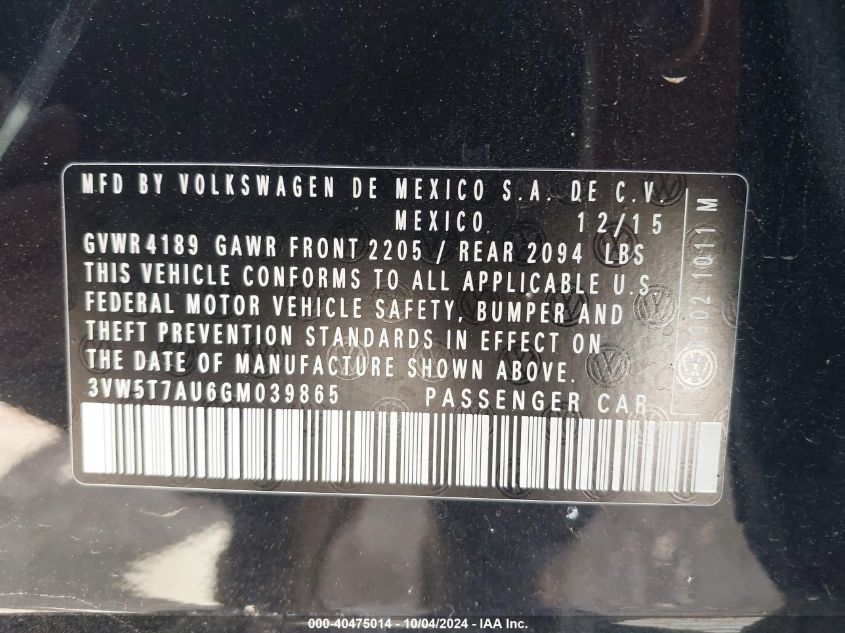 MFD BY VOLKSWAGEN DE MEXICO S.A. DE C.V.
MEXICO 12/15
GVWR 4189 GAWR FRONT 2205 / REAR 2094 LBS
THIS VEHICLE CONFORMS TO ALL APPLICABLE U.S
FEDERAL MOTOR VEHICLE SAFETY, BUMPER AND
THEFT PREVENTION STANDARDS IN EFFECT ON
THE DATE OF MANUFACTURE SHOWN ABOVE.
3VW5T7AU6GM039865 PASSENGER CAR
1011 M
000-40475014 - 10/04/2024 - IAA Inc.